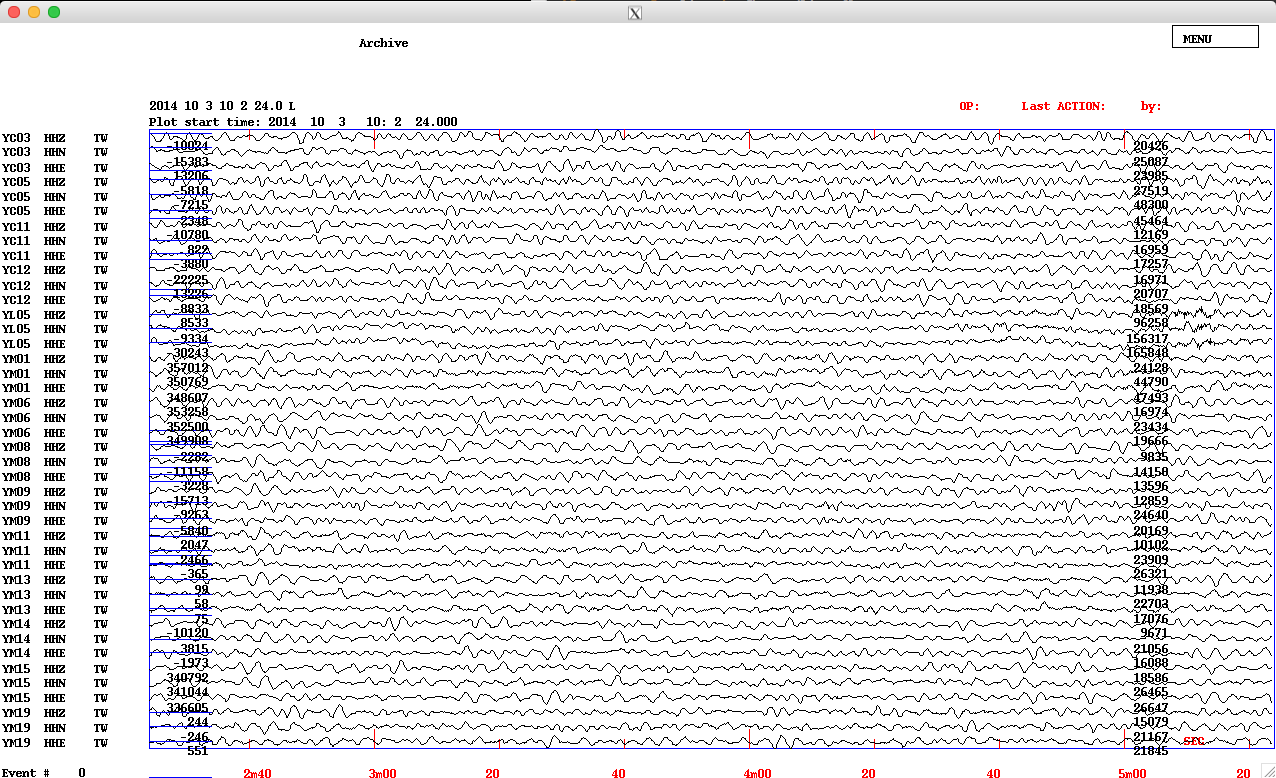 X
Archive
MENU
2014 10 3 10 2 24.0 L OP: Last ACTION: by:
Plot start time: 2014 10 3 10: 2 24.000
YC03 HHZ TW -10024 20426
YC03 HHN TW -15383 25087
YC03 HHE TW -13206 23985
YC05 HHZ TW -5818 27519
YC05 HHN TW -7215 48300
YC05 HHE TW -2348 45464
YC11 HHZ TW -10780 12169
YC11 HHN TW 822 16959
YC11 HHE TW -3880 17257
YC12 HHZ TW -22225 16971
YC12 HHN TW -13226 20707
YC12 HHE TW -8833 18569
YL05 HHZ TW 8533 96258
YL05 HHN TW -9334 156317
YL05 HHE TW -30243 165848
YM01 HHZ TW 357012 24128
YM01 HHN TW 350769 44790
YM01 HHE TW 348607 47493
YM06 HHZ TW 353258 16974
YM06 HHN TW 352500 23434
YM06 HHE TW 349908 19666
YM08 HHZ TW -2282 9835
YM08 HHN TW -11158 14150
YM08 HHE TW -3228 13596
YM09 HHZ TW -15713 12859
YM09 HHN TW -9263 24640
YM09 HHE TW -5840 20169
YM11 HHZ TW 2047 10102
YM11 HHN TW -2466 23909
YM11 HHE TW -365 26321
YM13 HHZ TW 99 11938
YM13 HHN TW 58 22703
YM13 HHE TW 75 17076
YM14 HHZ TW -10120 9671
YM14 HHN TW 3815 21056
YM14 HHE TW -1973 16088
YM15 HHZ TW 340792 18586
YM15 HHN TW 341044 26465
YM15 HHE TW 336605 26647
YM19 HHZ TW 244 15079
YM19 HHN TW -246 21167
YM19 HHE TW 551 21845 SEC
Event # 0 2m40 3m00 20 40 4m00 20 40 5m00 20